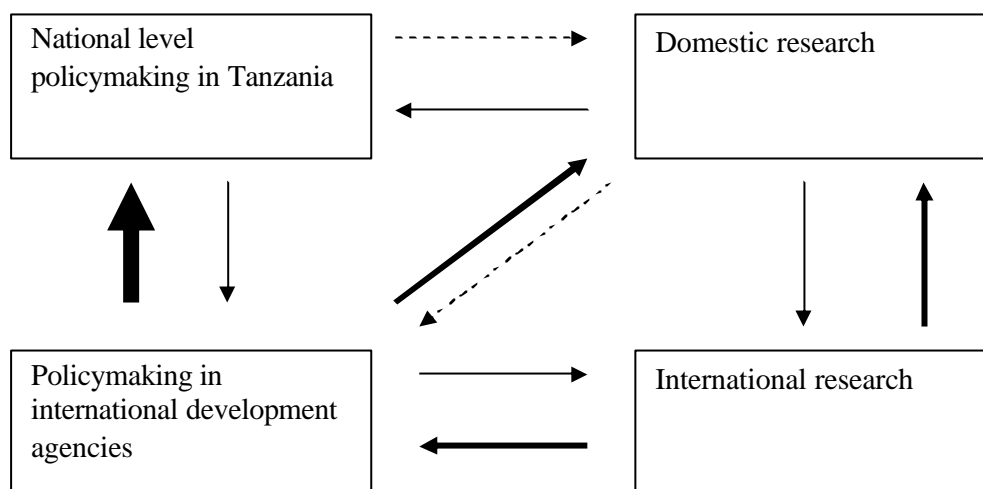 National level
policymaking in Tanzania
Domestic research
Policymaking in
international development
agencies
International research